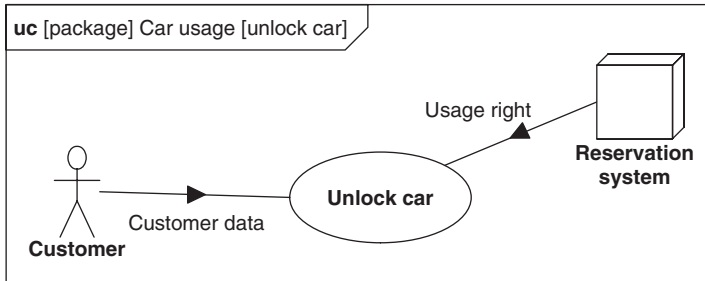 uc [package] Car usage [unlock car]
Usage right
Reservation
system
Unlock car
Customer data
Customer